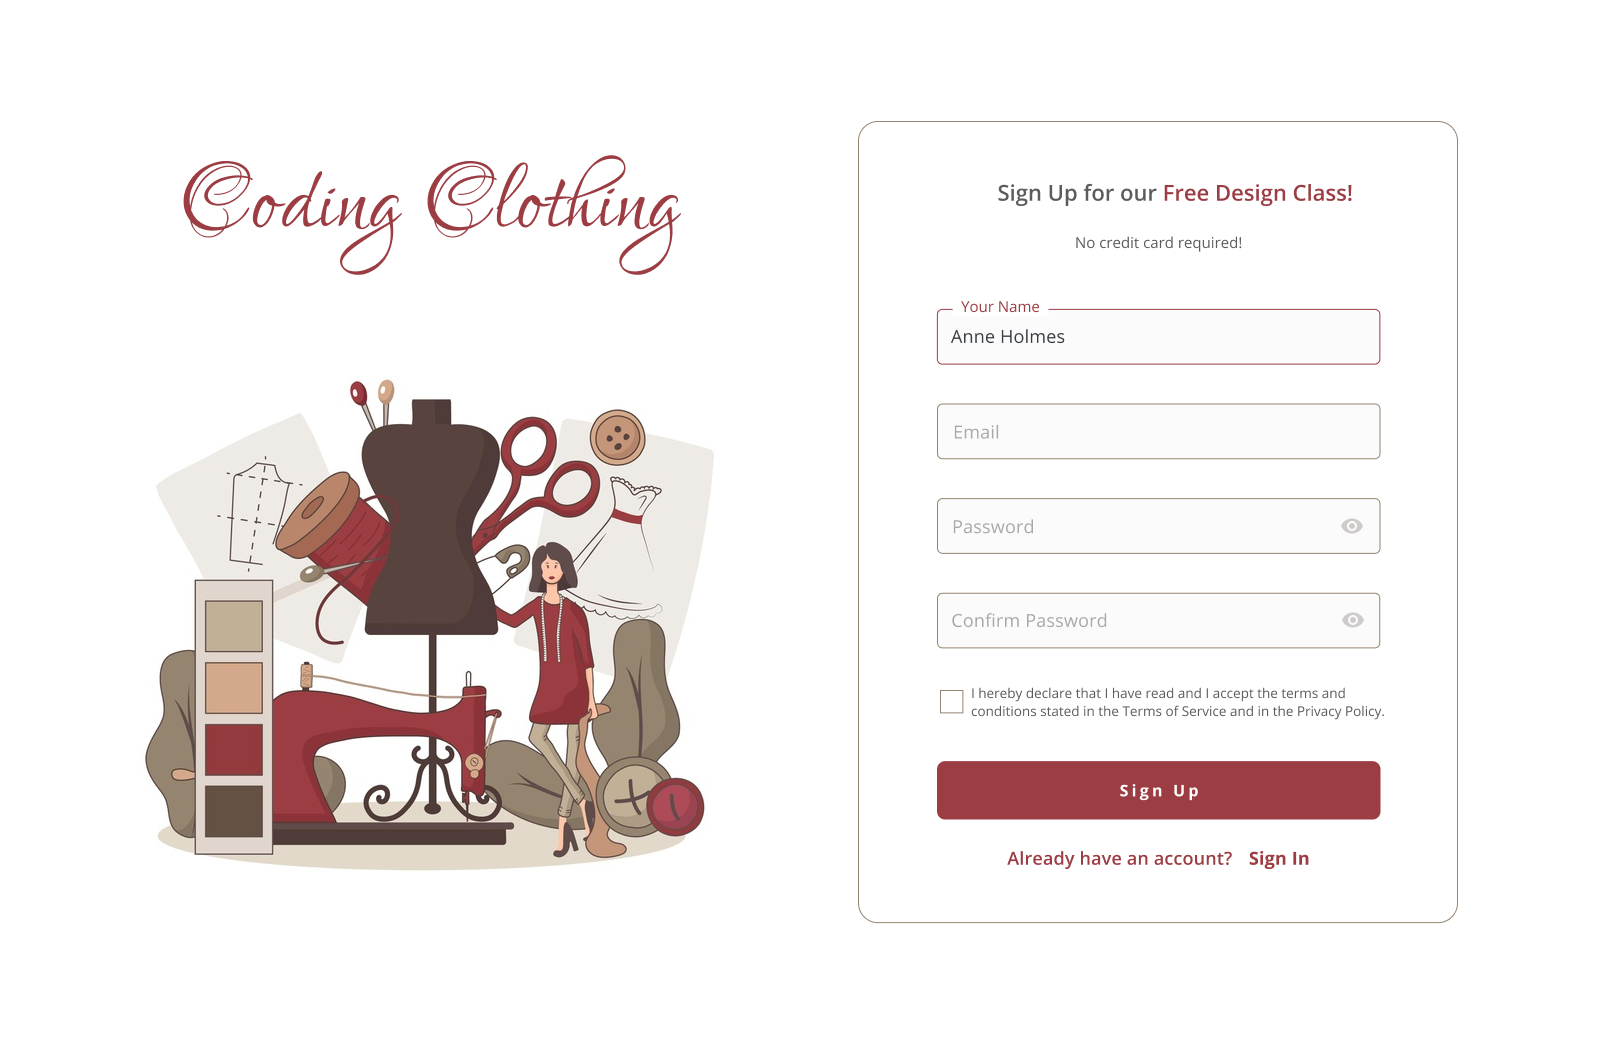 Coding Clothing
Sign Up for our Free Design Class!
No credit card required!
Your Name
Anne Holmes
Email
Password
Confirm Password
I hereby declare that I have read and I accept the terms and
conditions stated in the Terms of Service and in the Privacy Policy.
Sign Up
Already have an account? Sign In